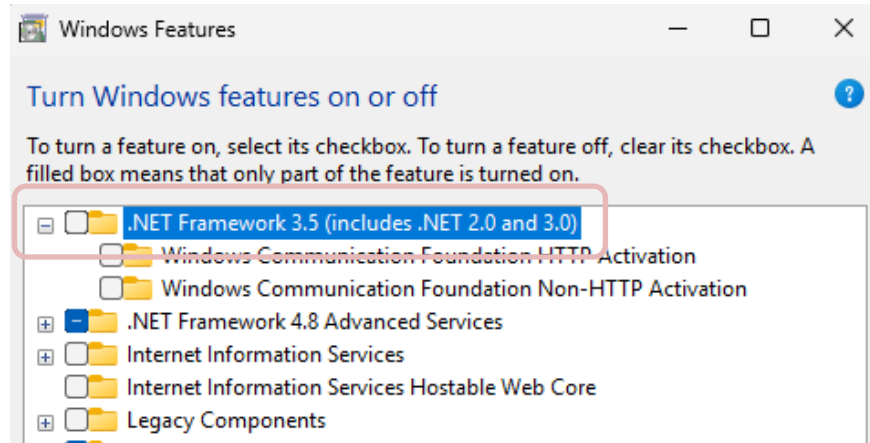 Windows Features
Turn Windows features on or off
?
To turn a feature on, select its checkbox. To turn a feature off, clear its checkbox. A
filled box means that only part of the feature is turned on.
.NET Framework 3.5 (includes .NET 2.0 and 3.0)
Windows Communication Foundation HTTP Activation
Windows Communication Foundation Non-HTTP Activation
.NET Framework 4.8 Advanced Services
Internet Information Services
Internet Information Services Hostable Web Core
Legacy Components